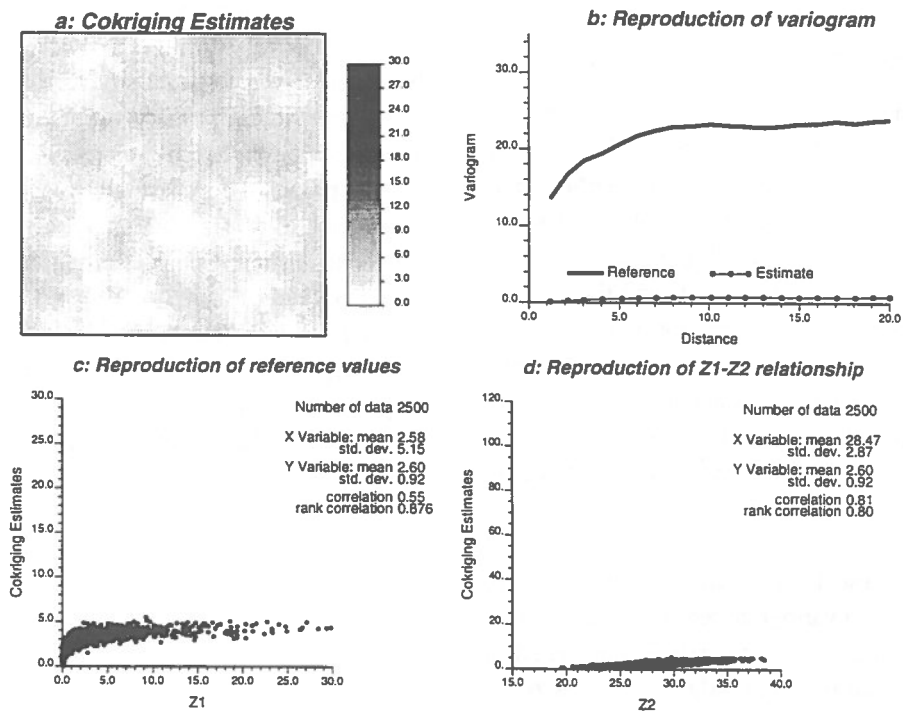 a: Cokriging Estimates
30.0
27.0
24.0
21.0
18.0
15.0
12.0
9.0
6.0
3.0
0.0
b: Reproduction of variogram
Variogram
30.0
20.0
10.0
0.0
Reference
Estimate
0.0
5.0
10.0
15.0
20.0
Distance
c: Reproduction of reference values
Cokriging Estimates
30.0
25.0
20.0
15.0
10.0
5.0
0.0
Number of data 2500
X Variable: mean 2.58
std. dev. 5.15
Y Variable: mean 2.60
std. dev. 0.92
correlation 0.55
rank correlation 0.876
0.0
5.0
10.0
15.0
20.0
25.0
30.0
Z1
d: Reproduction of Z1-Z2 relationship
Cokriging Estimates
120.
100.
80.
60.
40.
20.
0.
Number of data 2500
X Variable: mean 28.47
std. dev. 2.87
Y Variable: mean 2.60
std. dev. 0.92
correlation 0.81
rank correlation 0.80
15.0
20.0
25.0
30.0
35.0
40.0
Z2